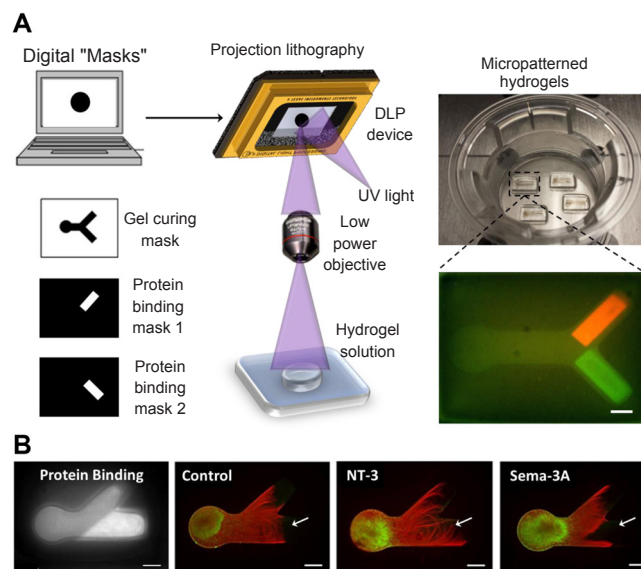 A
Digital "Masks"
Projection lithography
Micropatterned
hydrogels
DLP
device
UV light
Gel curing
mask
Low
power
objective
Protein
binding
mask 1
Hydrogel
solution
Protein
binding
mask 2
B
Protein Binding
Control
NT-3
Sema-3A